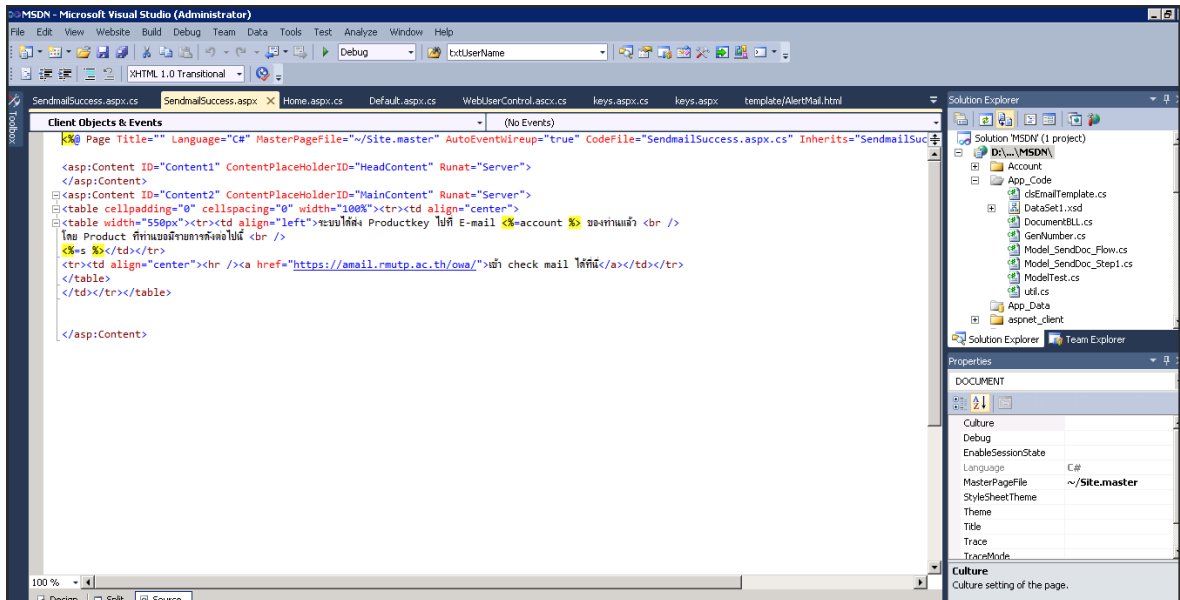 MSDN - Microsoft Visual Studio (Administrator)
File Edit View Website Build Debug Team Data Tools Test Analyze Window Help
Debug txtUserName
XHTML 1.0 Transitional
SendmailSuccess.aspx.cs SendmailSuccess.aspx Home.aspx.cs Default.aspx.cs WebUserControl.ascx.cs keys.aspx.cs keys.aspx template/AlertMail.html
Toolbox
Client Objects & Events (No Events)
<%@ Page Title="" Language="C#" MasterPageFile="~/Site.master" AutoEventWireup="true" CodeFile="SendmailSuccess.aspx.cs" Inherits="SendmailSuc
<asp:Content ID="Content1" ContentPlaceHolderID="HeadContent" Runat="Server">
</asp:Content>
<asp:Content ID="Content2" ContentPlaceHolderID="MainContent" Runat="Server">
<table cellpadding="0" cellspacing="0" width="100%"><tr><td align="center">
<table width="550px"><tr><td align="left">ระบบได้ส่ง Productkey ไปที่ E-mail <%=account %> ของท่านแล้ว <br />
โดย Product ที่ท่านขอมีรายการดังต่อไปนี้ <br />
<%=s %></td></tr>
<tr><td align="center"><hr /><a href="https://amail.rmutp.ac.th/owa/">เข้า check mail ได้ที่นี่</a></td></tr>
</table>
</td></tr></table>
</asp:Content>
100 %
Design Split Source
Solution Explorer
Solution 'MSDN' (1 project)
D:\...\MSDN\
Account
App_Code
clsEmailTemplate.cs
DataSet1.xsd
DocumentBLL.cs
GenNumber.cs
Model_SendDoc_Flow.cs
Model_SendDoc_Step1.cs
ModelTest.cs
util.cs
App_Data
aspnet_client
Solution Explorer Team Explorer
Properties
DOCUMENT
Culture
Debug
EnableSessionState
Language C#
MasterPageFile ~/Site.master
StyleSheetTheme
Theme
Title
Trace
TraceMode
Culture
Culture setting of the page.